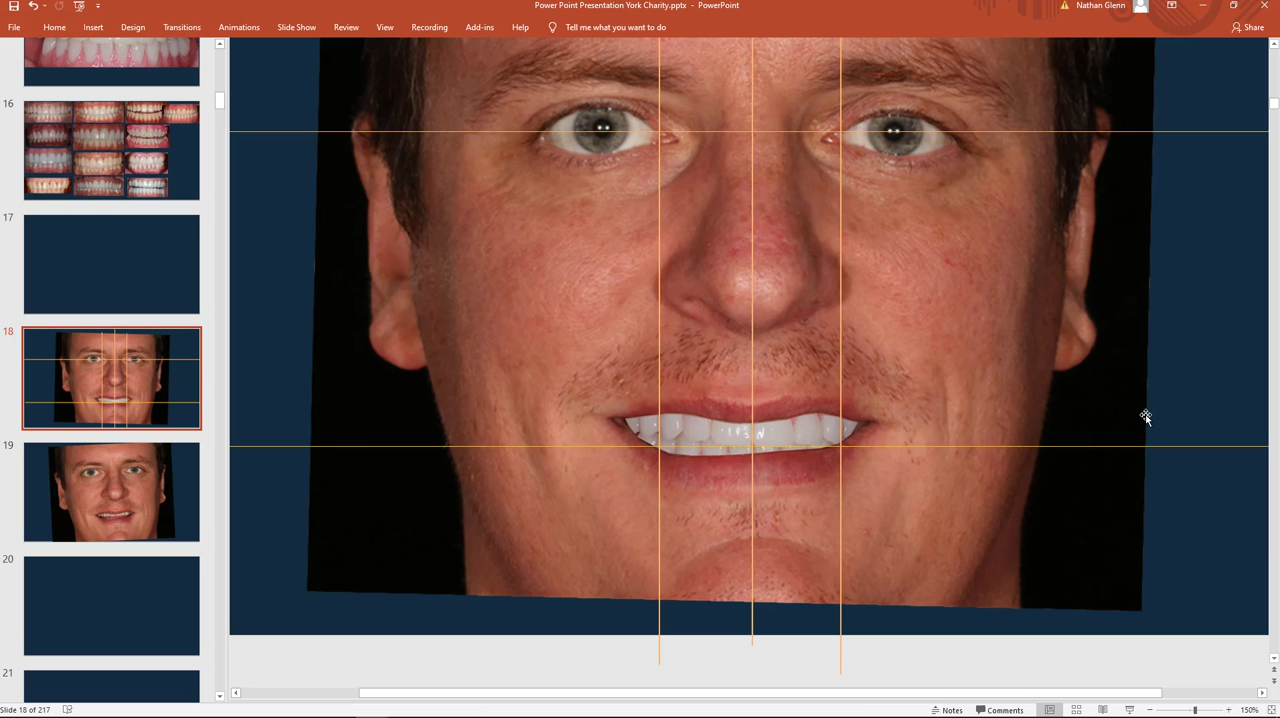 Power Point Presentation York Charity.pptx - PowerPoint
Nathan Glenn
File Home Insert Design Transitions Animations Slide Show Review View Recording Add-ins Help Tell me what you want to do
Share
16
17
18
19
20
21
Slide 18 of 217
Notes Comments 150%